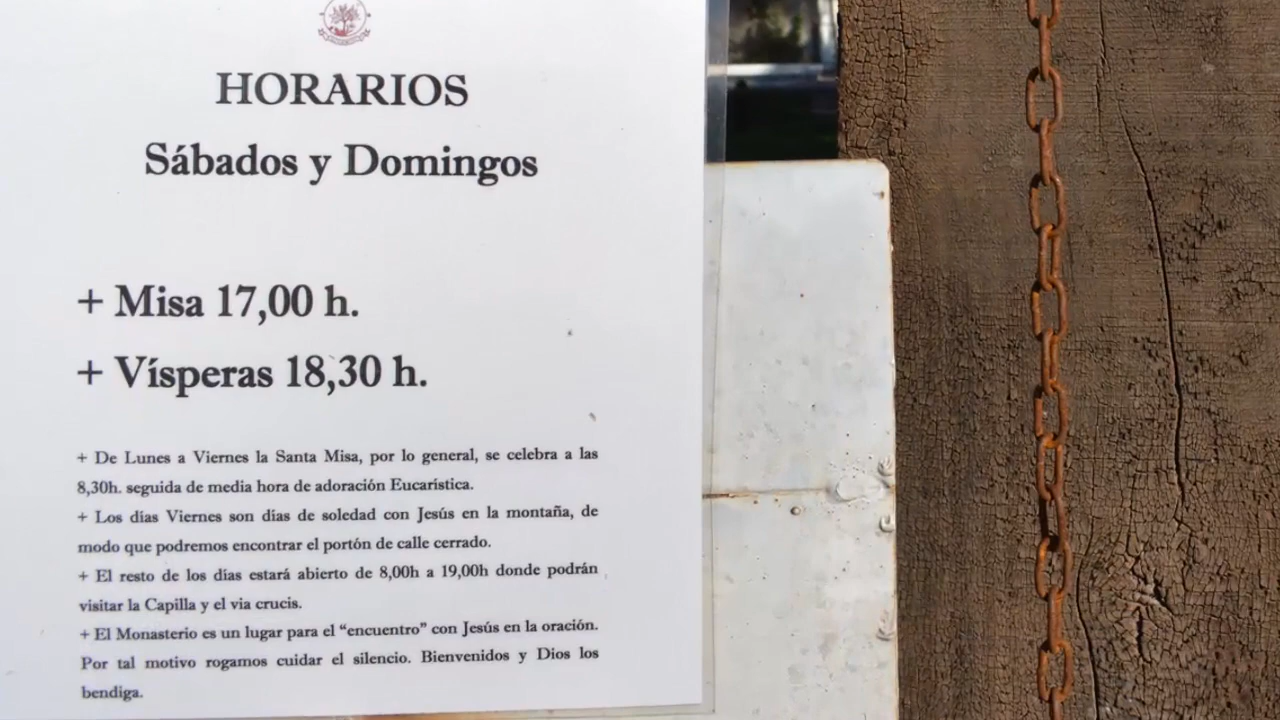 HORARIOS
Sábados y Domingos
+ Misa 17,00 h.
+ Vísperas 18,30 h.
+ De Lunes a Viernes la Santa Misa, por lo general, se celebra a las
8,30h. seguida de media hora de adoración Eucarística.
+ Los días Viernes son días de soledad con Jesús en la montaña, de
modo que podremos encontrar el portón de calle cerrado.
+ El resto de los días estará abierto de 8,00h a 19,00h donde podrán
visitar la Capilla y el via crucis.
+ El Monasterio es un lugar para el “encuentro” con Jesús en la oración.
Por tal motivo rogamos cuidar el silencio. Bienvenidos y Dios los
bendiga.